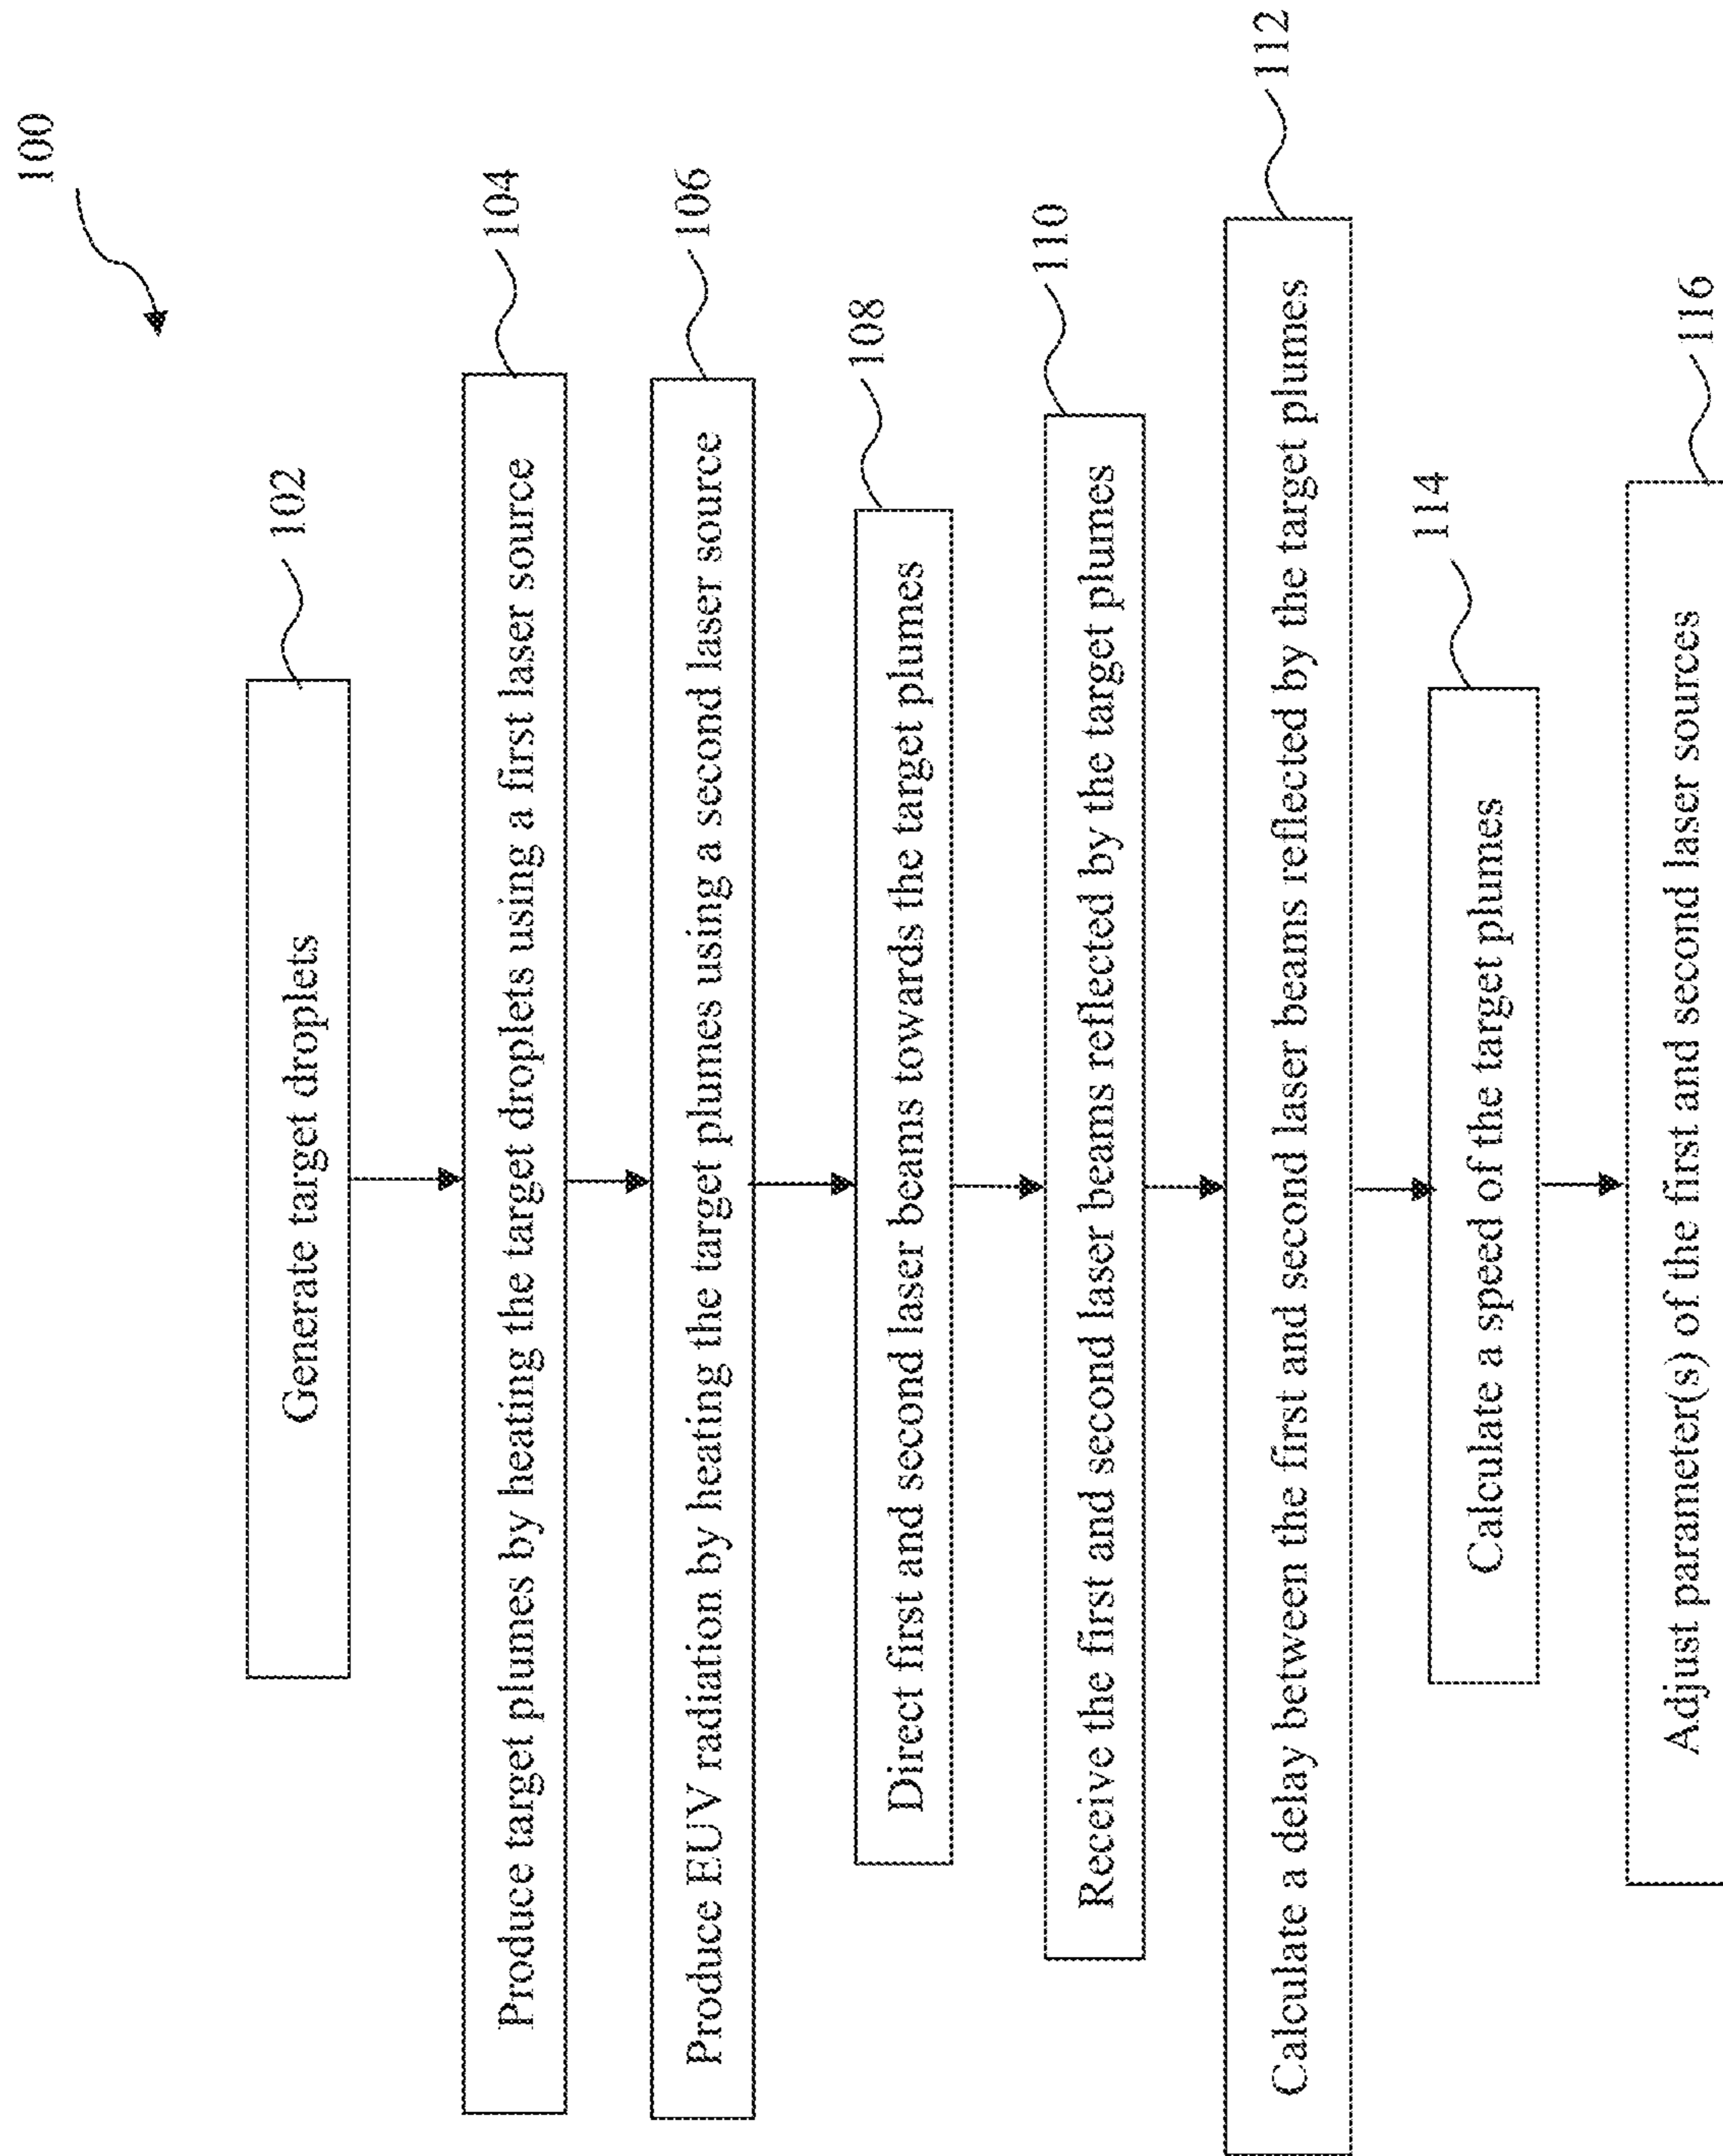 100
Generate target droplets
102
Produce target plumes by heating the target droplets using a first laser source
104
Produce EUV radiation by heating the target plumes using a second laser source
106
Direct first and second laser beams towards the target plumes
108
Receive the first and second laser beams reflected by the target plumes
110
Calculate a delay between the first and second laser beams reflected by the target plumes
112
Calculate a speed of the target plumes
114
Adjust parameter(s) of the first and second laser sources
116